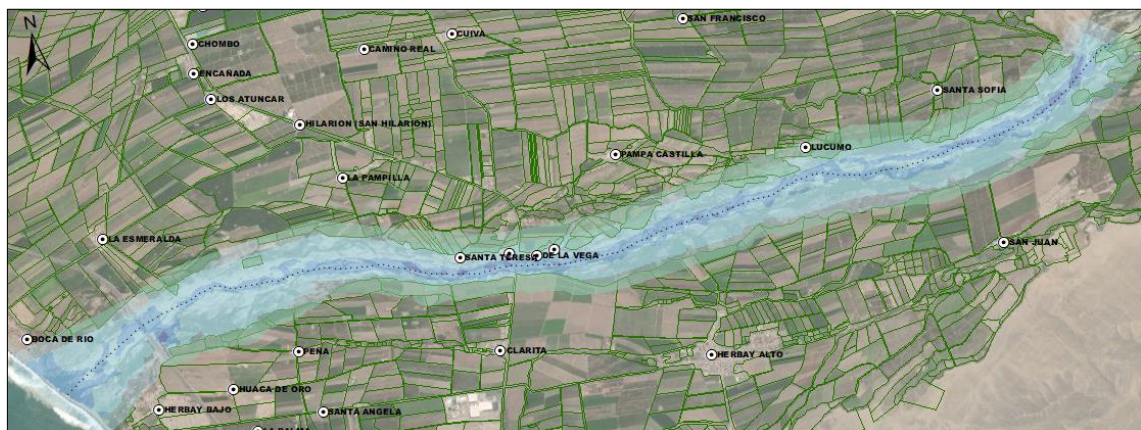 N
SAN FRANCISCO
CUIVA
CHOMBO
CAMINO REAL
ENCAÑADA
SANTA SOFIA
LOS ATUNCAR
HILARION (SAN HILARION)
LUCUMO
PAMPA CASTILLA
LA PAMPILLA
LA ESMERALDA
SAN JUAN
SANTA TERESA
DE LA VEGA
BOCA DE RIO
PEÑA
CLARITA
HERBAY ALTO
HUACA DE ORO
HERBAY BAJO
SANTA ANGELA